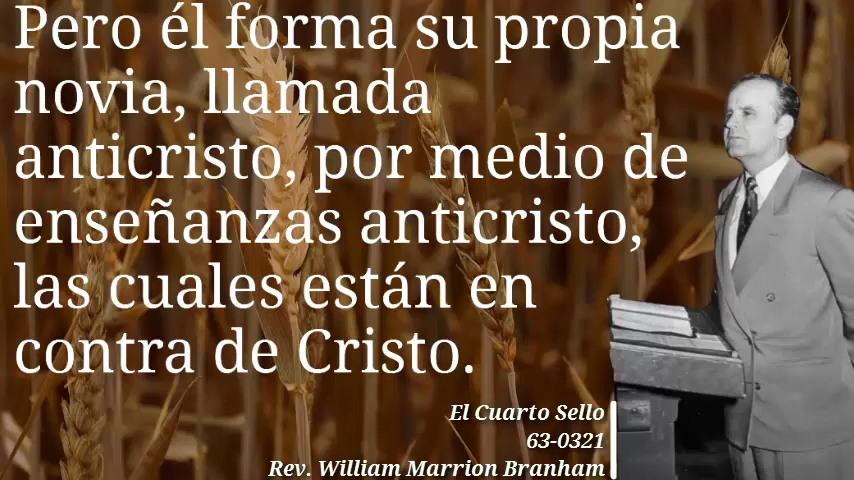 Pero él forma su propia
novia, llamada
anticristo, por medio de
enseñanzas anticristo,
las cuales están en
contra de Cristo.
El Cuarto Sello
63-0321
Rev. William Marrion Branham